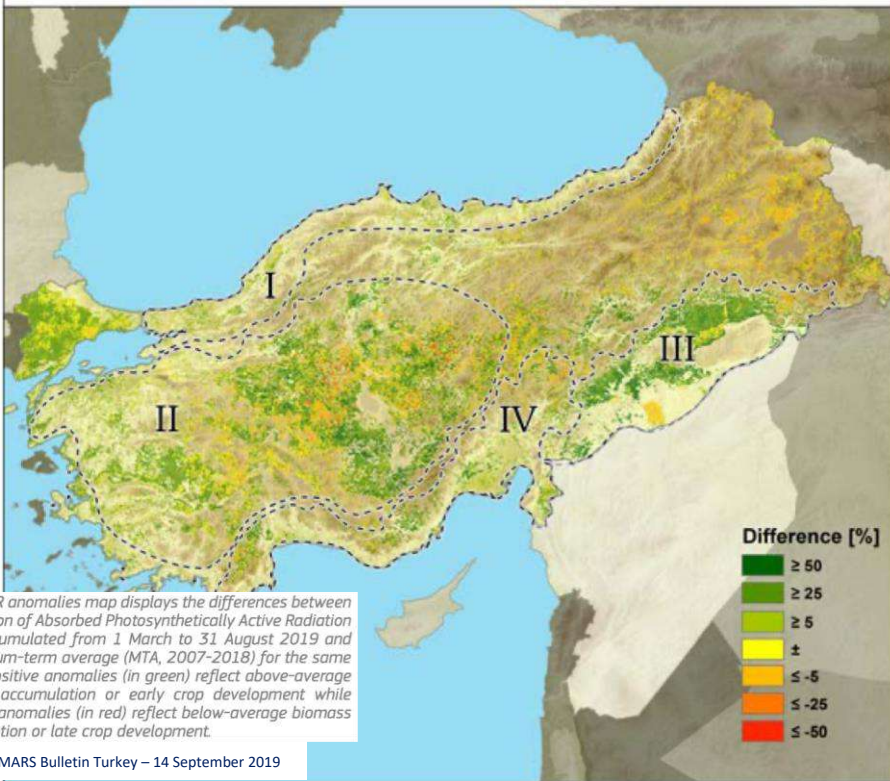 I
II
III
IV
Difference [%]
≥ 50
≥ 25
≥ 5
±
≤ -5
≤ -25
≤ -50
R anomalies map displays the differences between
on of Absorbed Photosynthetically Active Radiation
umulated from 1 March to 31 August 2019 and
um-term average (MTA, 2007-2018) for the same
sitive anomalies (in green) reflect above-average
accumulation or early crop development while
anomalies (in red) reflect below-average biomass
tion or late crop development.
MARS Bulletin Turkey – 14 September 2019